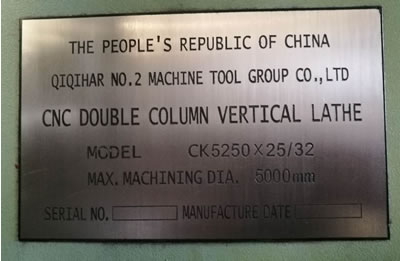 THE PEOPLE'S REPUBLIC OF CHINA
QIQIHAR NO.2 MACHINE TOOL GROUP CO.,LTD
CNC DOUBLE COLUMN VERTICAL LATHE
MODEL CK5250×25/32
MAX. MACHINING DIA. 5000mm
SERIAL NO. MANUFACTURE DATE